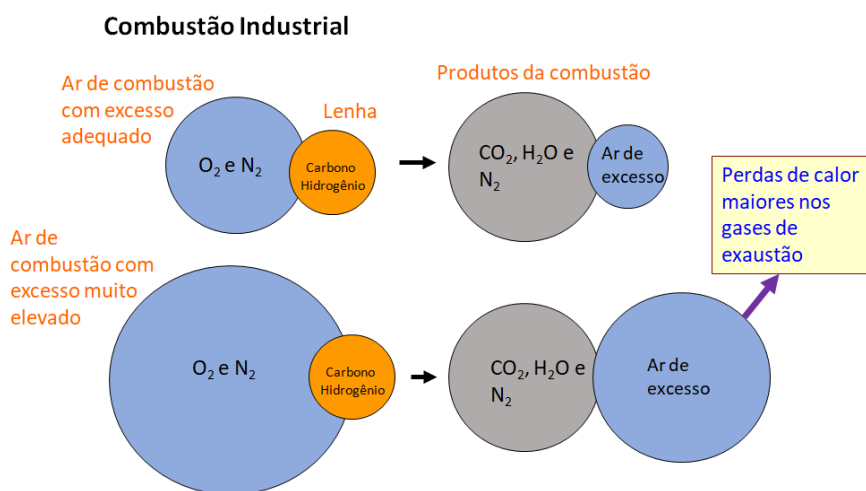 Combustão Industrial
Ar de combustão
com excesso
adequado
Lenha
Produtos da combustão
O₂ e N₂
Carbono
Hidrogênio
CO₂, H₂O e
N₂
Ar de
excesso
Perdas de calor
maiores nos
gases de
exaustão
Ar de
combustão com
excesso muito
elevado
O₂ e N₂
Carbono
Hidrogênio
CO₂, H₂O e
N₂
Ar de
excesso